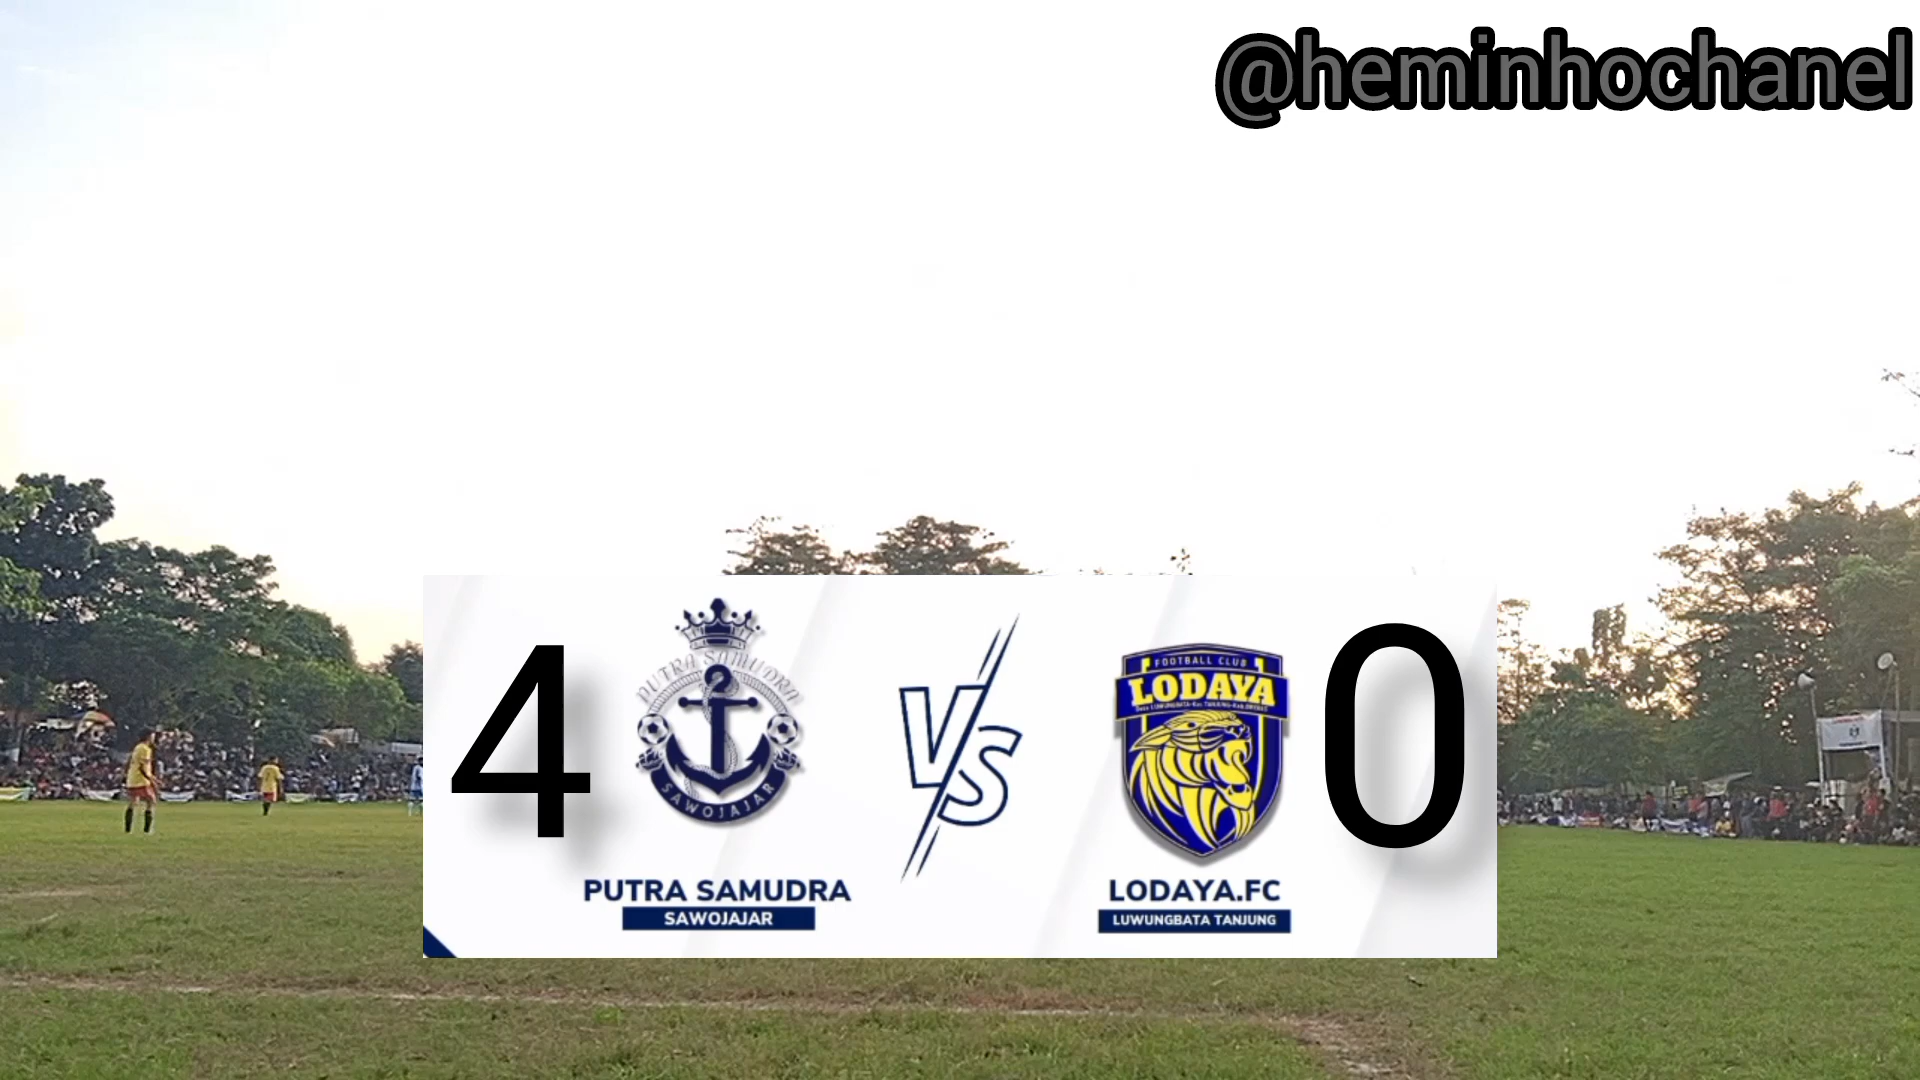 @heminhochanel
4
PUTRA SAMUDRA
SAWOJAJAR
PUTRA SAMUDRA
SAWOJAJAR
VS
FOOTBALL CLUB
LODAYA
LODAYA.FC
LUWUNGBATA TANJUNG
0